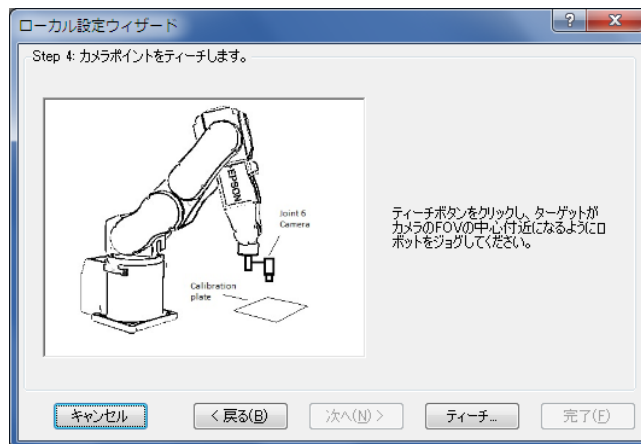 ローカル設定ウィザード
Step 4: カメラポイントをティーチします。
EPSON
Joint 6
Camera
Calibration
plate
ティーチボタンをクリックし、ターゲットが
カメラのFOVの中心付近になるようにロ
ボットをジョグしてください。
キャンセル
< 戻る(B)
次へ(N) >
ティーチ...
完了(F)